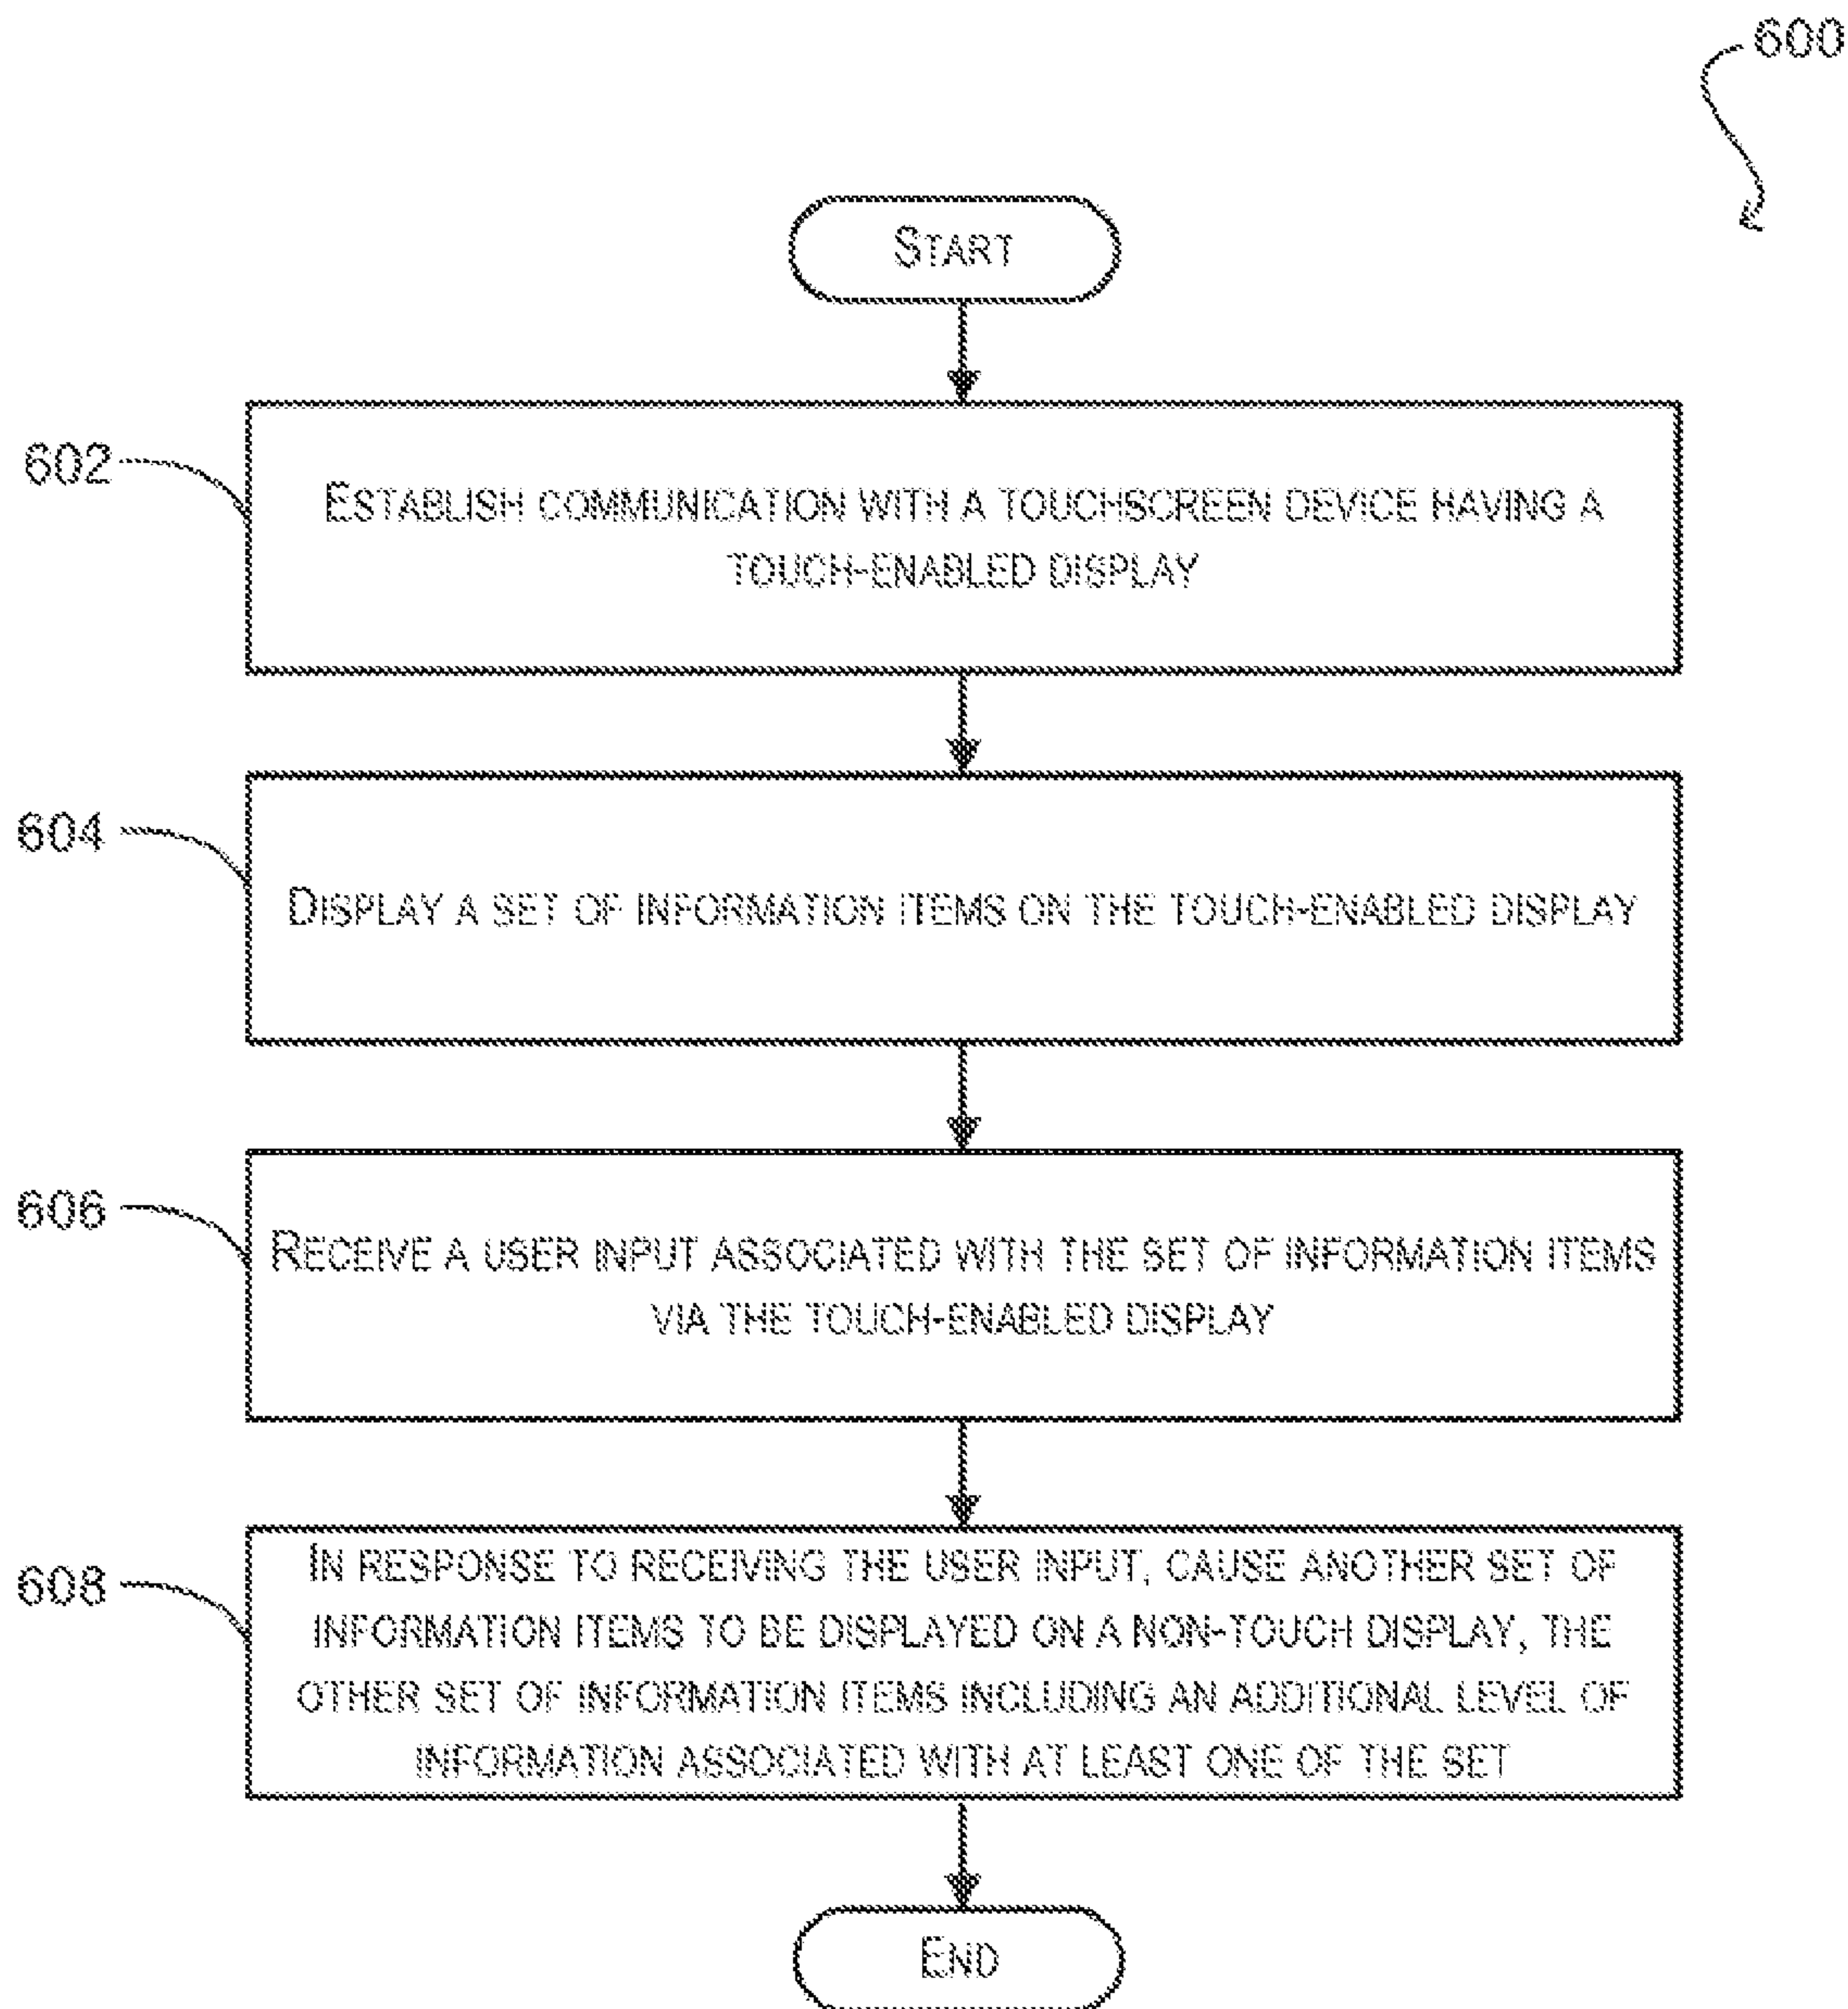 600
START
602
ESTABLISH COMMUNICATION WITH A TOUCHSCREEN DEVICE HAVING A
TOUCH-ENABLED DISPLAY
604
DISPLAY A SET OF INFORMATION ITEMS ON THE TOUCH-ENABLED DISPLAY
606
RECEIVE A USER INPUT ASSOCIATED WITH THE SET OF INFORMATION ITEMS
VIA THE TOUCH-ENABLED DISPLAY
608
IN RESPONSE TO RECEIVING THE USER INPUT, CAUSE ANOTHER SET OF
INFORMATION ITEMS TO BE DISPLAYED ON A NON-TOUCH DISPLAY, THE
OTHER SET OF INFORMATION ITEMS INCLUDING AN ADDITIONAL LEVEL OF
INFORMATION ASSOCIATED WITH AT LEAST ONE OF THE SET
END